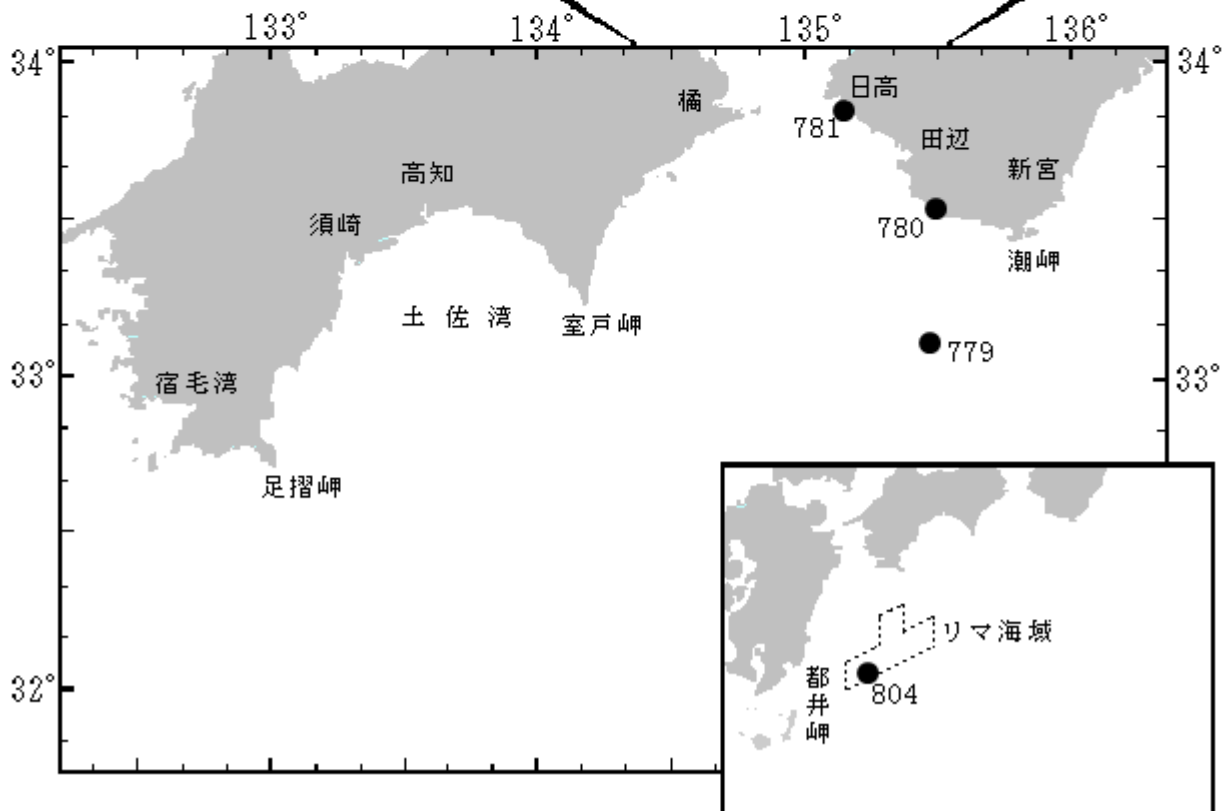 133°
134°
135°
136°
34°
34°
日高
橘
781
田辺
高知
新宮
須崎
780
潮岬
土佐湾
室戸岬
779
33°
33°
宿毛湾
足摺岬
リマ海域
都井岬
804
32°